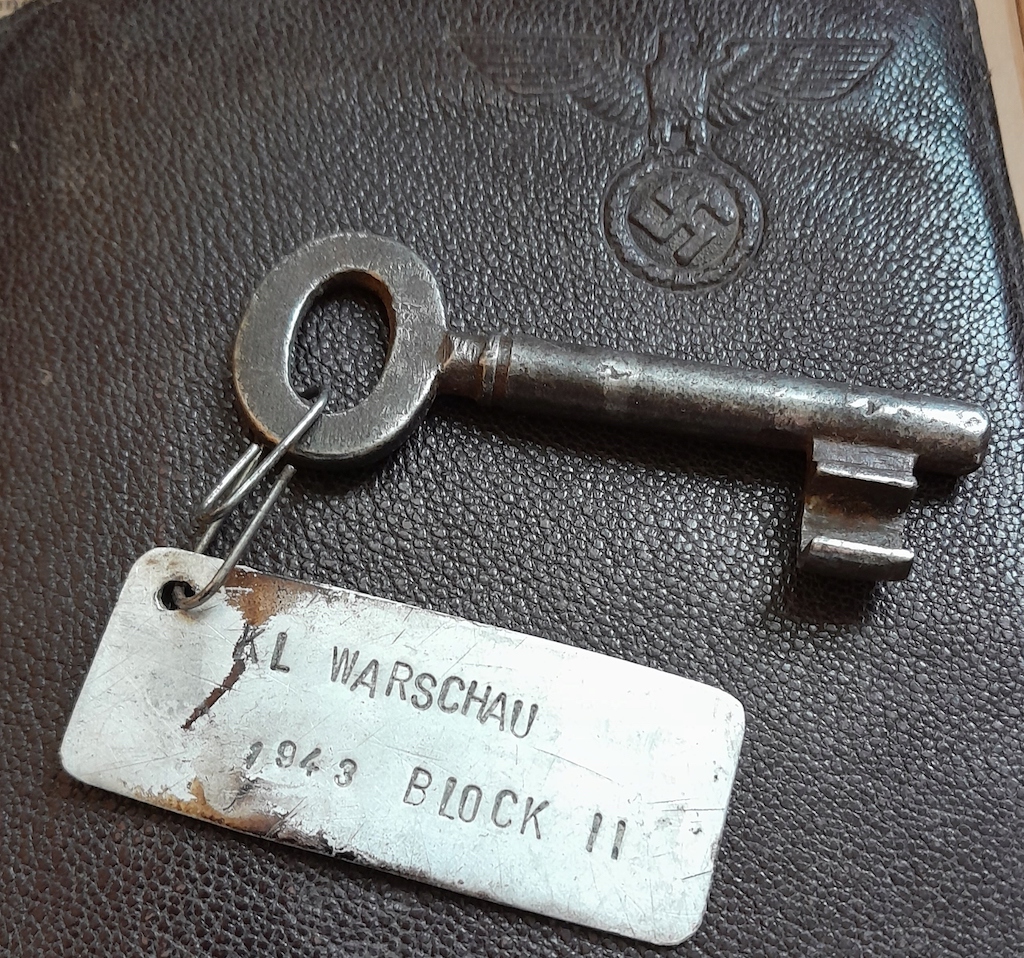 KL WARSCHAU
1943 BLOCK II